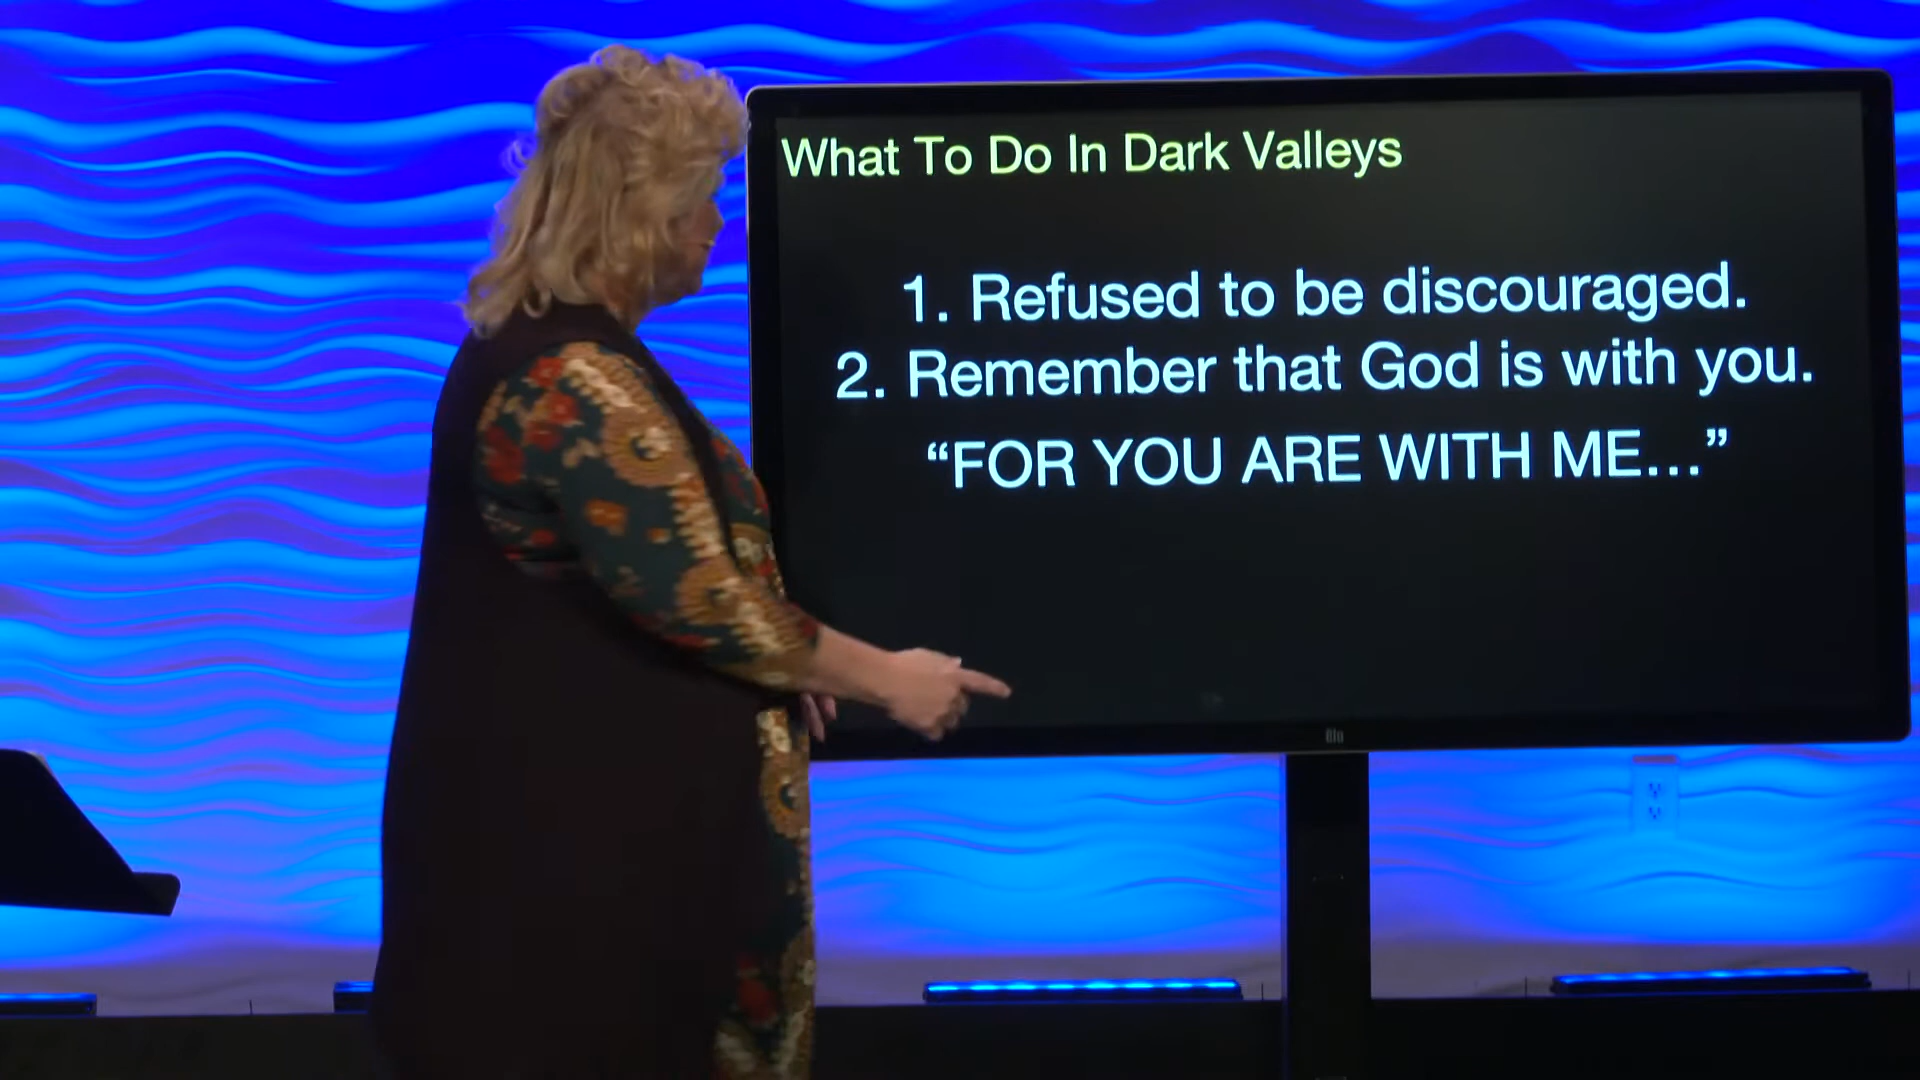 What To Do In Dark Valleys
1. Refused to be discouraged.
2. Remember that God is with you.
“FOR YOU ARE WITH ME...”
elo